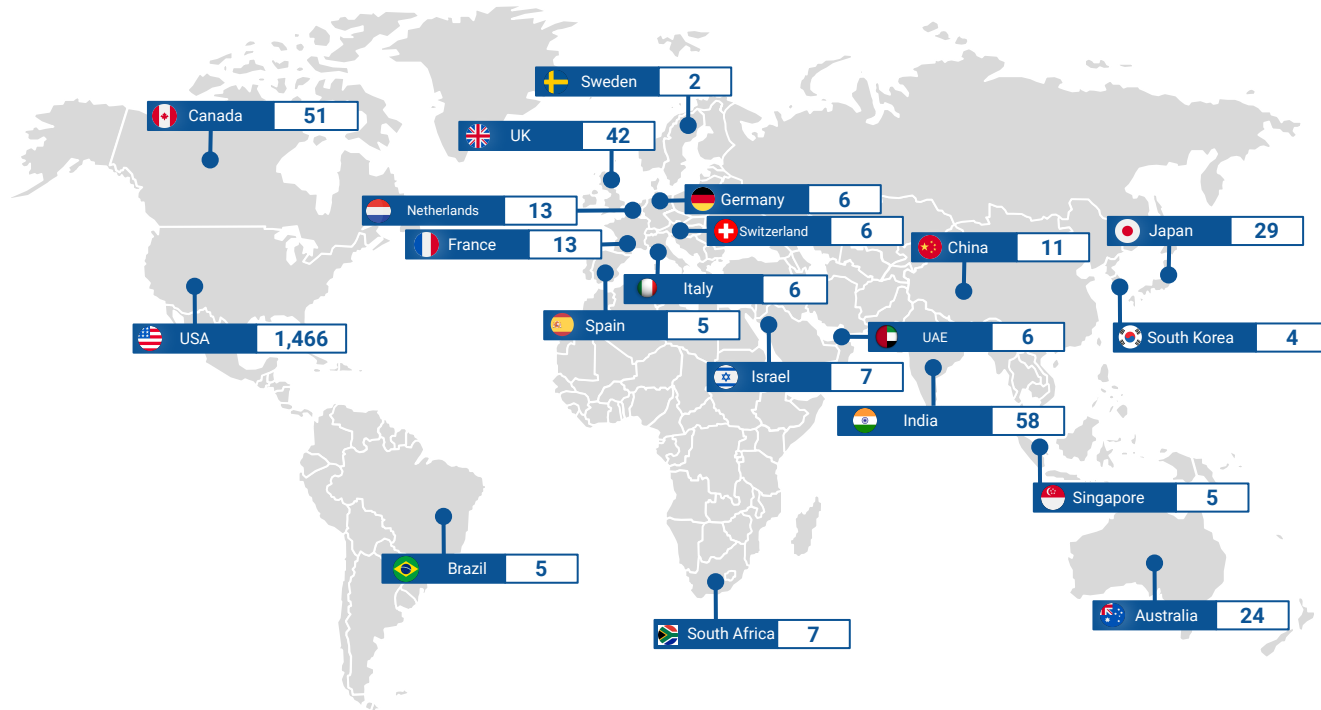 Sweden 2
Canada 51
UK 42
Germany 6
Netherlands 13
Switzerland 6
Japan 29
France 13
China 11
Italy 6
Spain 5
USA 1,466
UAE 6
South Korea 4
Israel 7
India 58
Singapore 5
Brazil 5
Australia 24
South Africa 7